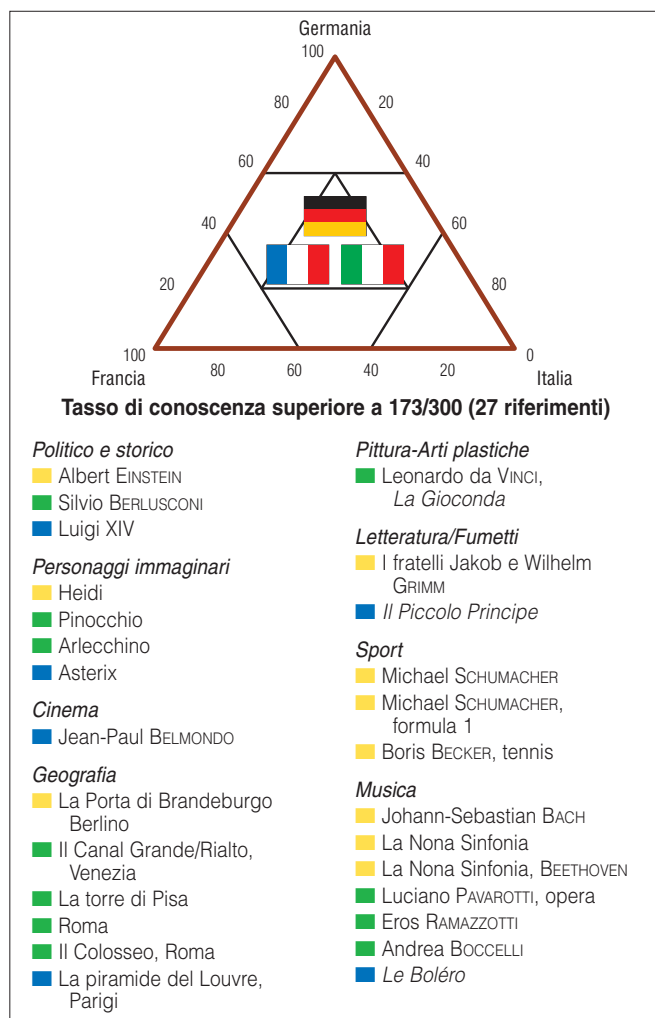 Germania
100
80
20
60
40
40
60
20
80
100
0
Francia
80
60
40
20
Italia
Tasso di conoscenza superiore a 173/300 (27 riferimenti)
Politico e storico
Albert EINSTEIN
Silvio BERLUSCONI
Luigi XIV
Personaggi immaginari
Heidi
Pinocchio
Arlecchino
Asterix
Cinema
Jean-Paul BELMONDO
Geografia
La Porta di Brandeburgo
Berlino
Il Canal Grande/Rialto,
Venezia
La torre di Pisa
Roma
Il Colosseo, Roma
La piramide del Louvre,
Parigi
Pittura-Arti plastiche
Leonardo da VINCI,
La Gioconda
Letteratura/Fumetti
I fratelli Jakob e Wilhelm
GRIMM
Il Piccolo Principe
Sport
Michael SCHUMACHER
Michael SCHUMACHER,
formula 1
Boris BECKER, tennis
Musica
Johann-Sebastian BACH
La Nona Sinfonia
La Nona Sinfonia, BEETHOVEN
Luciano PAVAROTTI, opera
Eros RAMAZZOTTI
Andrea BOCCELLI
Le Boléro